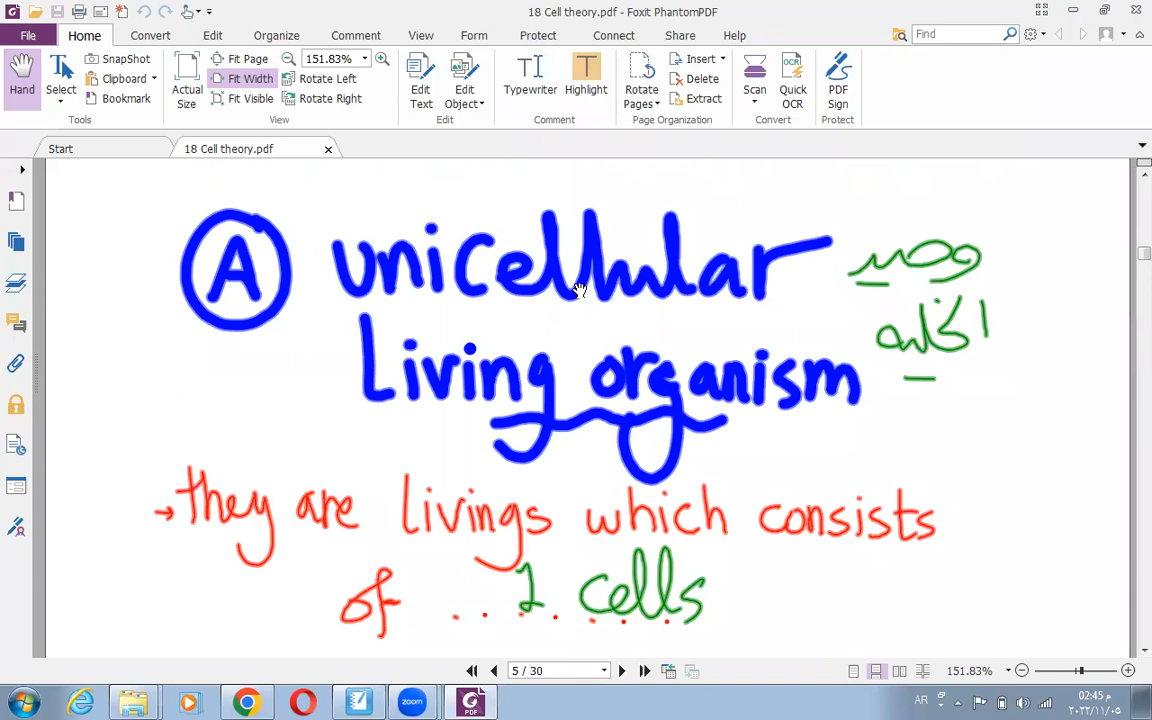 18 Cell theory.pdf - Foxit PhantomPDF
File Home Convert Edit Organize Comment View Form Protect Connect Share Help Find
Hand Select SnapShot Clipboard Bookmark Actual Size Fit Page Fit Width Fit Visible 151.83% Rotate Left Rotate Right Edit Text Edit Object Typewriter Highlight Rotate Pages Insert Delete Extract Scan Quick OCR PDF Sign
Tools View Edit Comment Page Organization Convert Protect
Start 18 Cell theory.pdf
A unicellular
Living organism
they are livings which consists
of .. 1 cells
5 / 30 151.83%
zoom PDF AR 02:45 م
٢٠٢٢/١١/٠٥